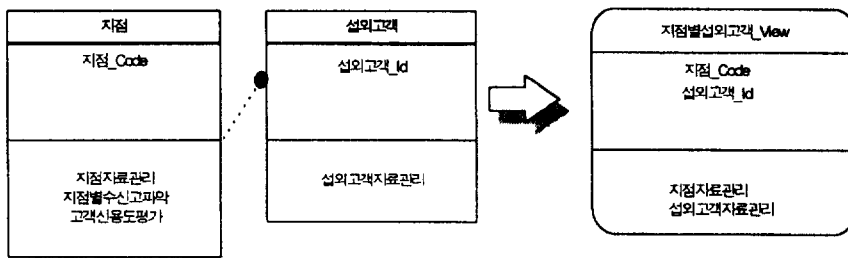 지점
지점_Code
지점자료관리
지점별수신고파악
고객신용도평가
섭외고객
섭외고객_Id
섭외고객자료관리
지점별섭외고객_View
지점_Code
섭외고객_Id
지점자료관리
섭외고객자료관리